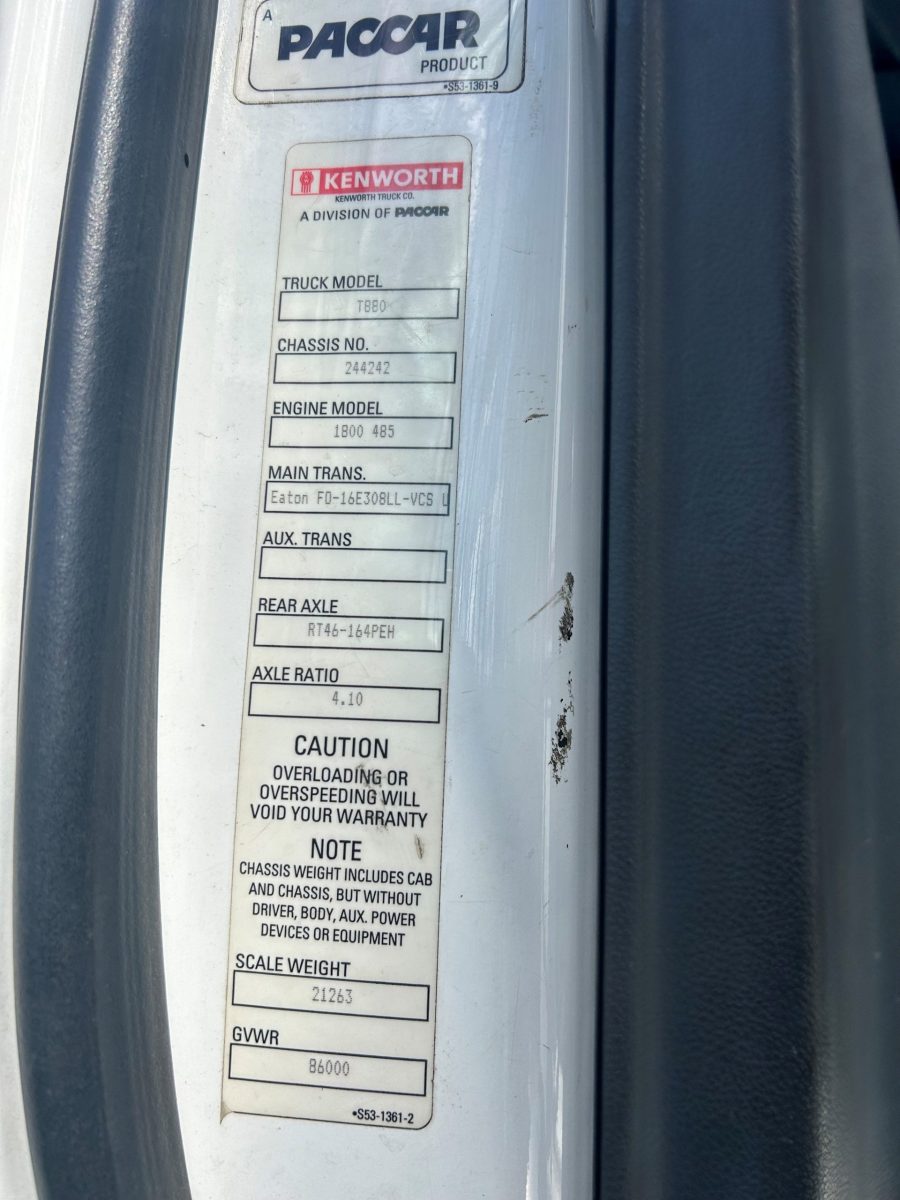 A
PACCAR
PRODUCT
•S53-1361-9
KENWORTH
KENWORTH TRUCK CO.
A DIVISION OF PACCAR
TRUCK MODEL
T880
CHASSIS NO.
244242
ENGINE MODEL
1800 485
MAIN TRANS.
Eaton FO-16E308LL-VCS U
AUX. TRANS
REAR AXLE
RT46-164PEH
AXLE RATIO
4.10
CAUTION
OVERLOADING OR
OVERSPEEDING WILL
VOID YOUR WARRANTY
NOTE
CHASSIS WEIGHT INCLUDES CAB
AND CHASSIS, BUT WITHOUT
DRIVER, BODY, AUX. POWER
DEVICES OR EQUIPMENT
SCALE WEIGHT
21263
GVWR
86000
•S53-1361-2